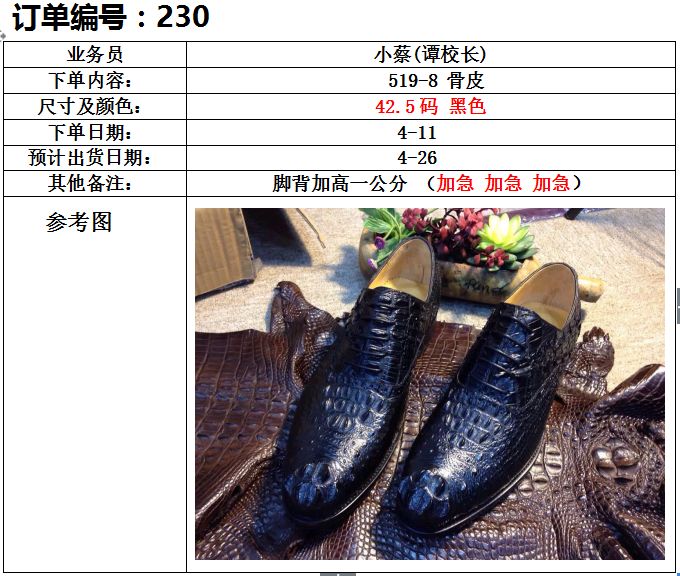 订单编号：230
业务员 小蔡(谭校长)
下单内容： 519-8 骨皮
尺寸及颜色： 42.5码 黑色
下单日期： 4-11
预计出货日期： 4-26
其他备注： 脚背加高一公分 （加急 加急 加急）
参考图